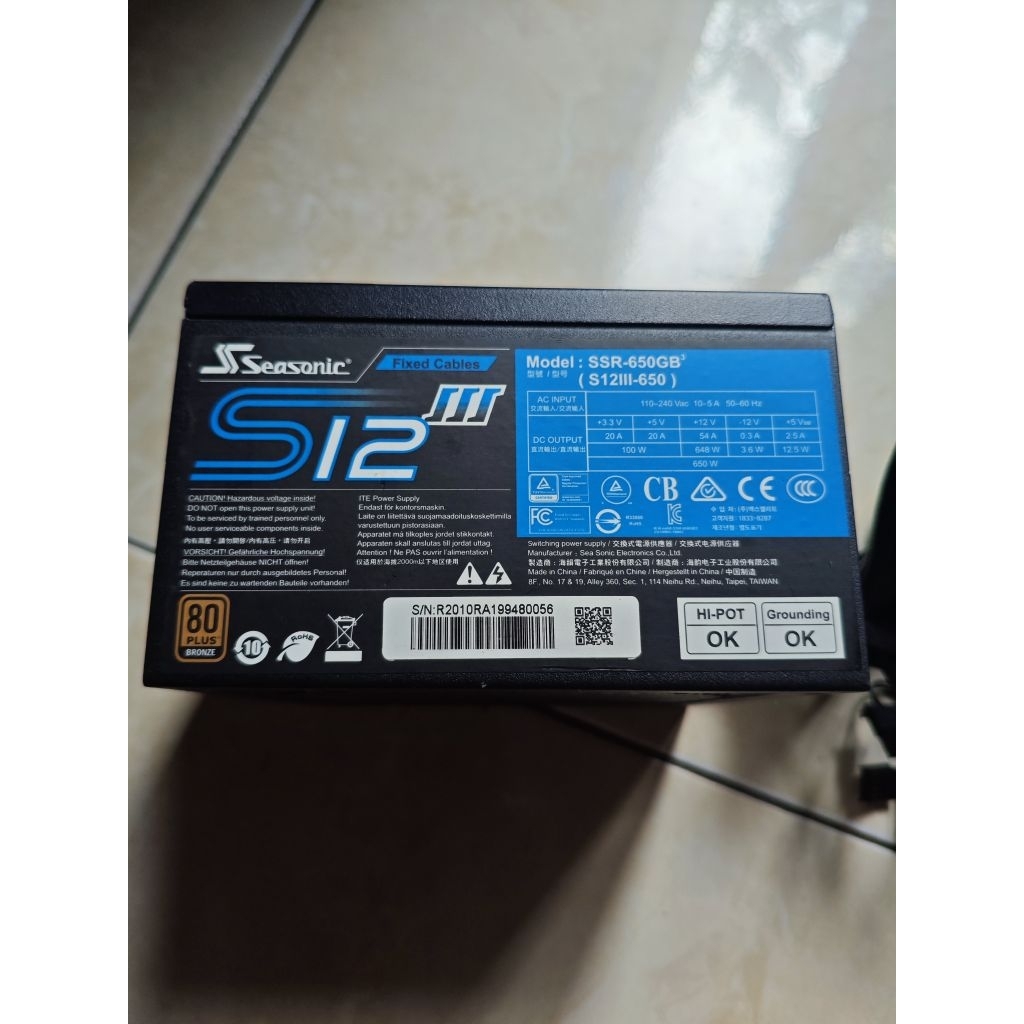 Seasonic®
Fixed Cables
S12III
CAUTION! Hazardous voltage inside!
DO NOT open this power supply unit!
To be serviced by trained personnel only.
No user serviceable components inside.
內有高壓，請勿開啟/内有高压，请勿开启
VORSICHT! Gefährliche Hochspannung!
Bitte Netzteilgehäuse NICHT öffnen!
Reperaturen nur durch ausgebildetes Personal!
Es sind keine zu wartenden Bauteile vorhanden!
ITE Power Supply
Endast för kontorsmaskin.
Laite on liitettävä suojamaadoituskoskettimilla
varustettuun pistorasiaan.
Apparatet må tilkoples jordet stikkontakt.
Apparaten skall anslutas till jordat uttag.
Attention ! Ne PAS ouvrir l'alimentation !
仅适用於海拔2000m以下地区使用
Model : SSR-650GB³
型號 / 型号 ( S12III-650 )
AC INPUT 110–240 Vac 10–5 A 50–60 Hz
交流輸入/交流输入
+3.3 V +5 V +12 V -12 V +5 VSB
DC OUTPUT 20 A 20 A 54 A 0.3 A 2.5 A
直流輸出/直流输出 100 W 648 W 3.6 W 12.5 W
650 W
CB CE CCC
FC RoHS
고객지원: 1833-8287
Switching power supply / 交換式電源供應器 / 交换式电源供应器
Manufacturer : Sea Sonic Electronics Co.,Ltd.
製造商：海韻電子工業股份有限公司 / 制造商：海韵电子工业股份有限公司
Made in China / Fabriqué en Chine / Hergestellt in China / 中国制造
8F., No. 17 & 19, Alley 360, Sec. 1, 114 Neihu Rd., Neihu, Taipei, TAIWAN
80
PLUS
BRONZE
10
RoHS
S/N:R2010RA199480056
HI-POT
OK
Grounding
OK